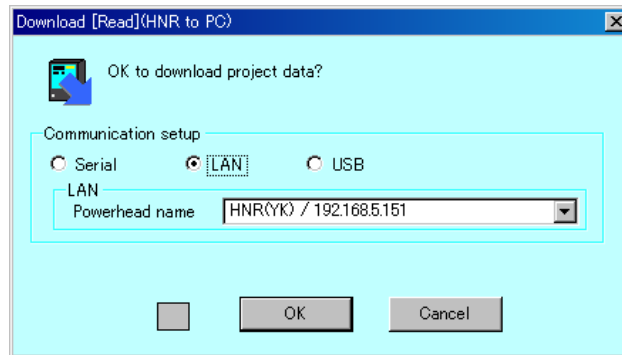 Download [Read](HNR to PC)
OK to download project data?
Communication setup
Serial LAN USB
LAN
Powerhead name HNR(YK) / 192.168.5.151
OK Cancel